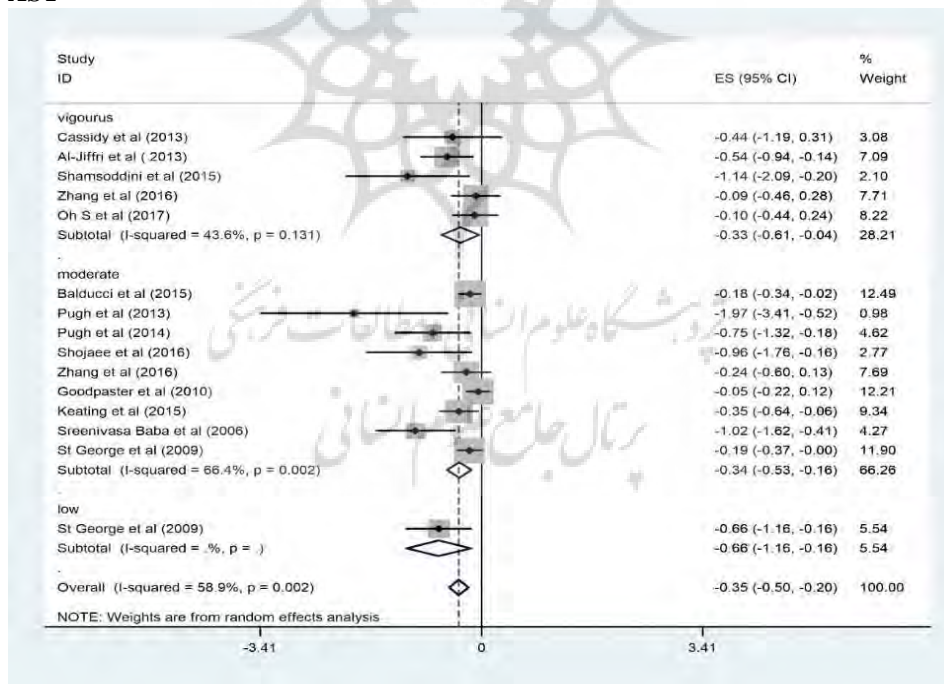 Study %
ID ES (95% CI) Weight
vigourus
Cassidy et al (2013) -0.44 (-1.19, 0.31) 3.08
Al-Jiffri et al ( 2013) -0.54 (-0.94, -0.14) 7.09
Shamsoddini et al (2015) -1.14 (-2.09, -0.20) 2.10
Zhang et al (2016) -0.09 (-0.46, 0.28) 7.71
Oh S et al (2017) -0.10 (-0.44, 0.24) 8.22
Subtotal (I-squared = 43.6%, p = 0.131) -0.33 (-0.61, -0.04) 28.21
.
moderate
Balducci et al (2015) -0.18 (-0.34, -0.02) 12.49
Pugh et al (2013) -1.97 (-3.41, -0.52) 0.98
Pugh et al (2014) -0.75 (-1.32, -0.18) 4.62
Shojaee et al (2016) -0.96 (-1.76, -0.16) 2.77
Zhang et al (2016) -0.24 (-0.60, 0.13) 7.69
Goodpaster et al (2010) -0.05 (-0.22, 0.12) 12.21
Keating et al (2015) -0.35 (-0.64, -0.06) 9.34
Sreenivasa Baba et al (2006) -1.02 (-1.62, -0.41) 4.27
St George et al (2009) -0.19 (-0.37, -0.00) 11.90
Subtotal (I-squared = 66.4%, p = 0.002) -0.34 (-0.53, -0.16) 66.26
.
low
St George et al (2009) -0.66 (-1.16, -0.16) 5.54
Subtotal (I-squared = .%, p = .) -0.66 (-1.16, -0.16) 5.54
.
Overall (I-squared = 58.9%, p = 0.002) -0.35 (-0.50, -0.20) 100.00
NOTE: Weights are from random effects analysis
-3.41 0 3.41
پژوهشگاه علوم انسانی و مطالعات فرهنگی
پرتال جامع علوم انسانی